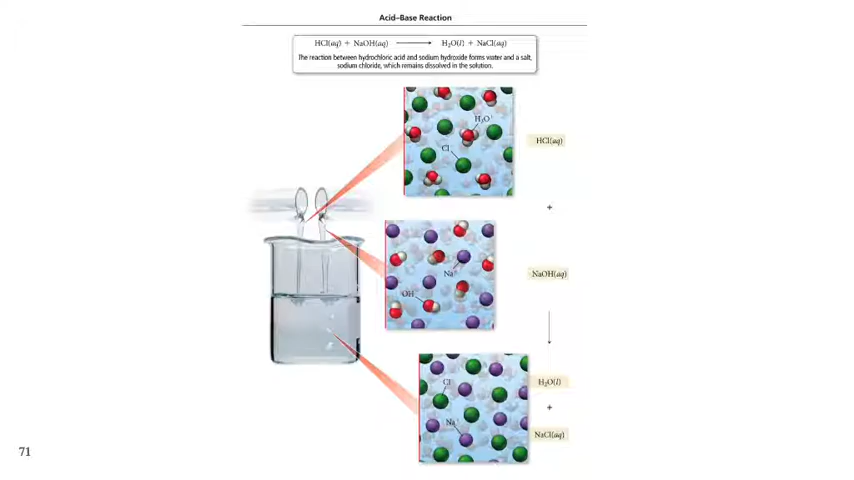 Acid–Base Reaction
HCl(aq) + NaOH(aq) ⟶ H₂O(l) + NaCl(aq)
The reaction between hydrochloric acid and sodium hydroxide forms water and a salt,
sodium chloride, which remains dissolved in the solution.
H₃O⁺
Cl⁻
HCl(aq)
+
Na⁺
OH⁻
NaOH(aq)
Cl⁻
H₂O(l)
+
Na⁺
NaCl(aq)
71